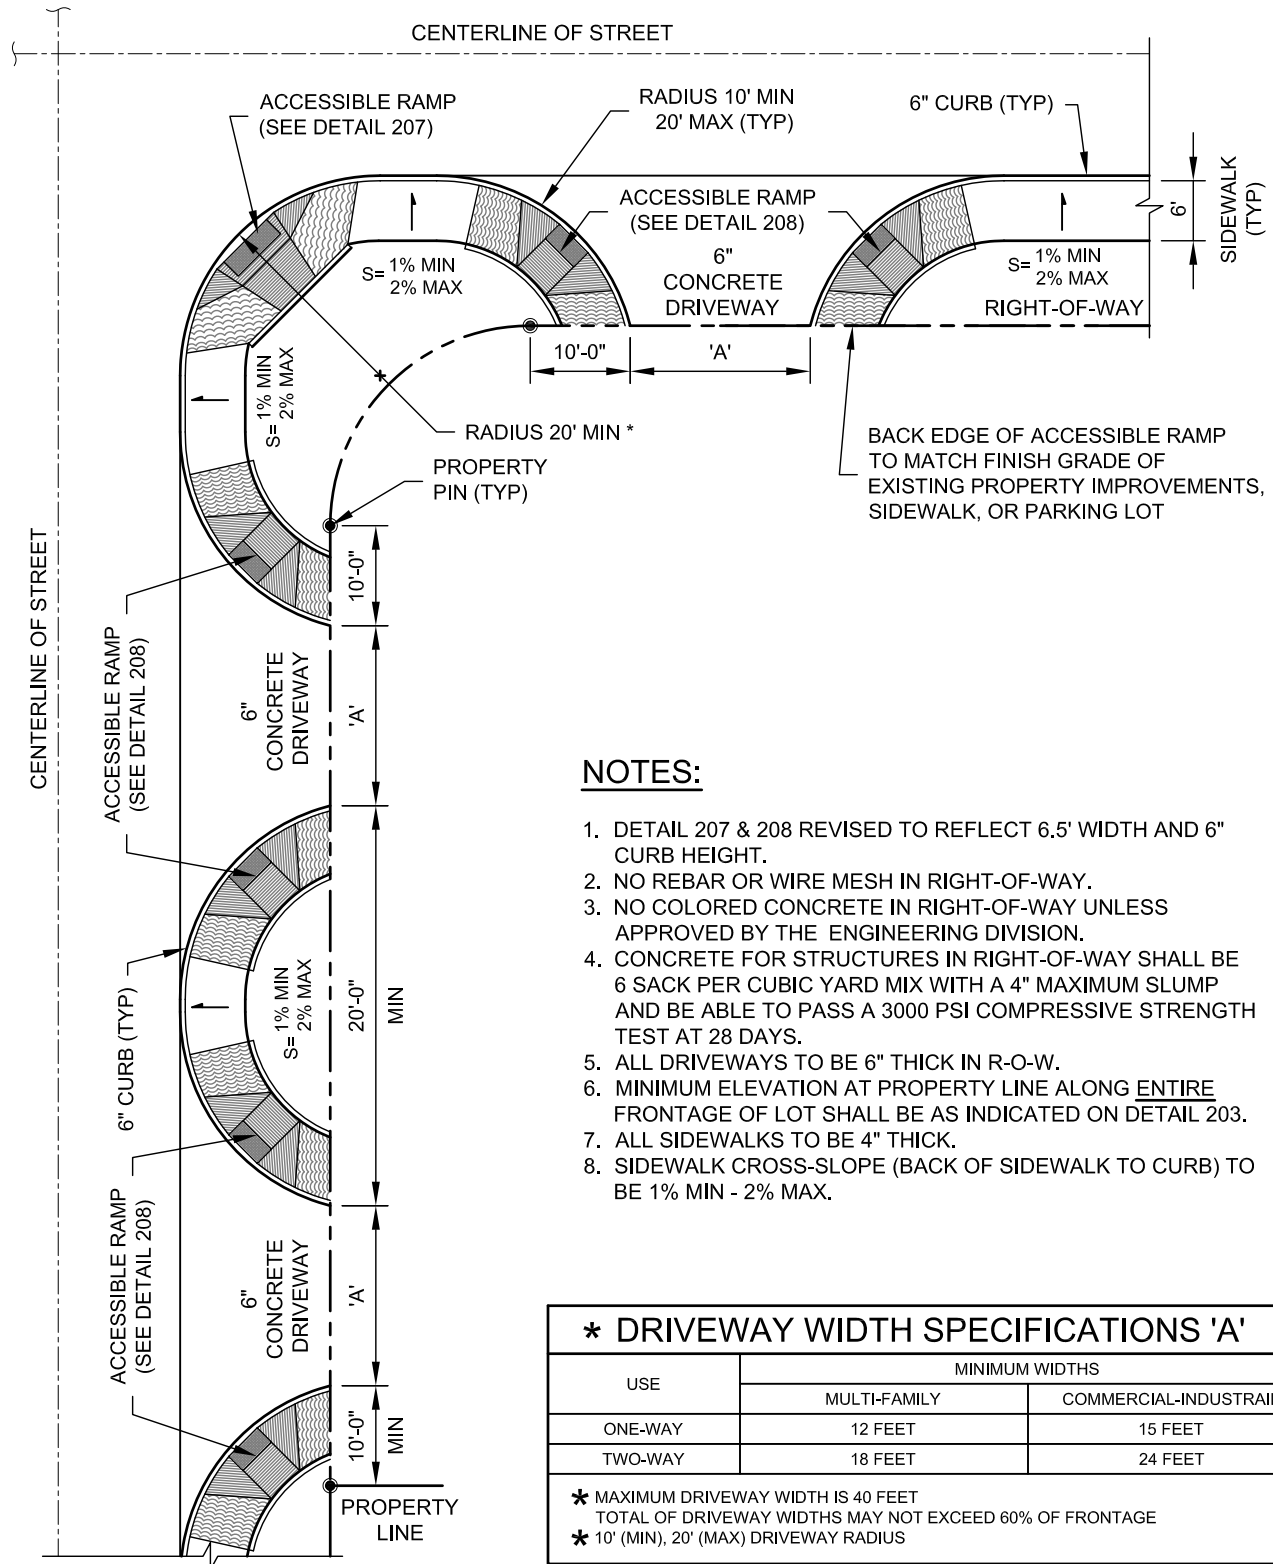 CENTERLINE OF STREET
ACCESSIBLE RAMP
(SEE DETAIL 207)
RADIUS 10' MIN
20' MAX (TYP)
6" CURB (TYP)
ACCESSIBLE RAMP
(SEE DETAIL 208)
6'
SIDEWALK
(TYP)
S= 1% MIN
2% MAX
6"
CONCRETE
DRIVEWAY
S= 1% MIN
2% MAX
RIGHT-OF-WAY
10'-0"
'A'
S= 1% MIN
2% MAX
RADIUS 20' MIN *
PROPERTY
PIN (TYP)
BACK EDGE OF ACCESSIBLE RAMP
TO MATCH FINISH GRADE OF
EXISTING PROPERTY IMPROVEMENTS,
SIDEWALK, OR PARKING LOT
CENTERLINE OF STREET
10'-0"
ACCESSIBLE RAMP
(SEE DETAIL 208)
6"
CONCRETE
DRIVEWAY
'A'
6" CURB (TYP)
S= 1% MIN
2% MAX
20'-0"
MIN
ACCESSIBLE RAMP
(SEE DETAIL 208)
6"
CONCRETE
DRIVEWAY
'A'
10'-0"
MIN
PROPERTY
LINE
NOTES:
1. DETAIL 207 & 208 REVISED TO REFLECT 6.5' WIDTH AND 6"
CURB HEIGHT.
2. NO REBAR OR WIRE MESH IN RIGHT-OF-WAY.
3. NO COLORED CONCRETE IN RIGHT-OF-WAY UNLESS
APPROVED BY THE ENGINEERING DIVISION.
4. CONCRETE FOR STRUCTURES IN RIGHT-OF-WAY SHALL BE
6 SACK PER CUBIC YARD MIX WITH A 4" MAXIMUM SLUMP
AND BE ABLE TO PASS A 3000 PSI COMPRESSIVE STRENGTH
TEST AT 28 DAYS.
5. ALL DRIVEWAYS TO BE 6" THICK IN R-O-W.
6. MINIMUM ELEVATION AT PROPERTY LINE ALONG ENTIRE
FRONTAGE OF LOT SHALL BE AS INDICATED ON DETAIL 203.
7. ALL SIDEWALKS TO BE 4" THICK.
8. SIDEWALK CROSS-SLOPE (BACK OF SIDEWALK TO CURB) TO
BE 1% MIN - 2% MAX.
* DRIVEWAY WIDTH SPECIFICATIONS 'A'
USE
MINIMUM WIDTHS
MULTI-FAMILY
COMMERCIAL-INDUSTRAIL
ONE-WAY
12 FEET
15 FEET
TWO-WAY
18 FEET
24 FEET
* MAXIMUM DRIVEWAY WIDTH IS 40 FEET
TOTAL OF DRIVEWAY WIDTHS MAY NOT EXCEED 60% OF FRONTAGE
* 10' (MIN), 20' (MAX) DRIVEWAY RADIUS